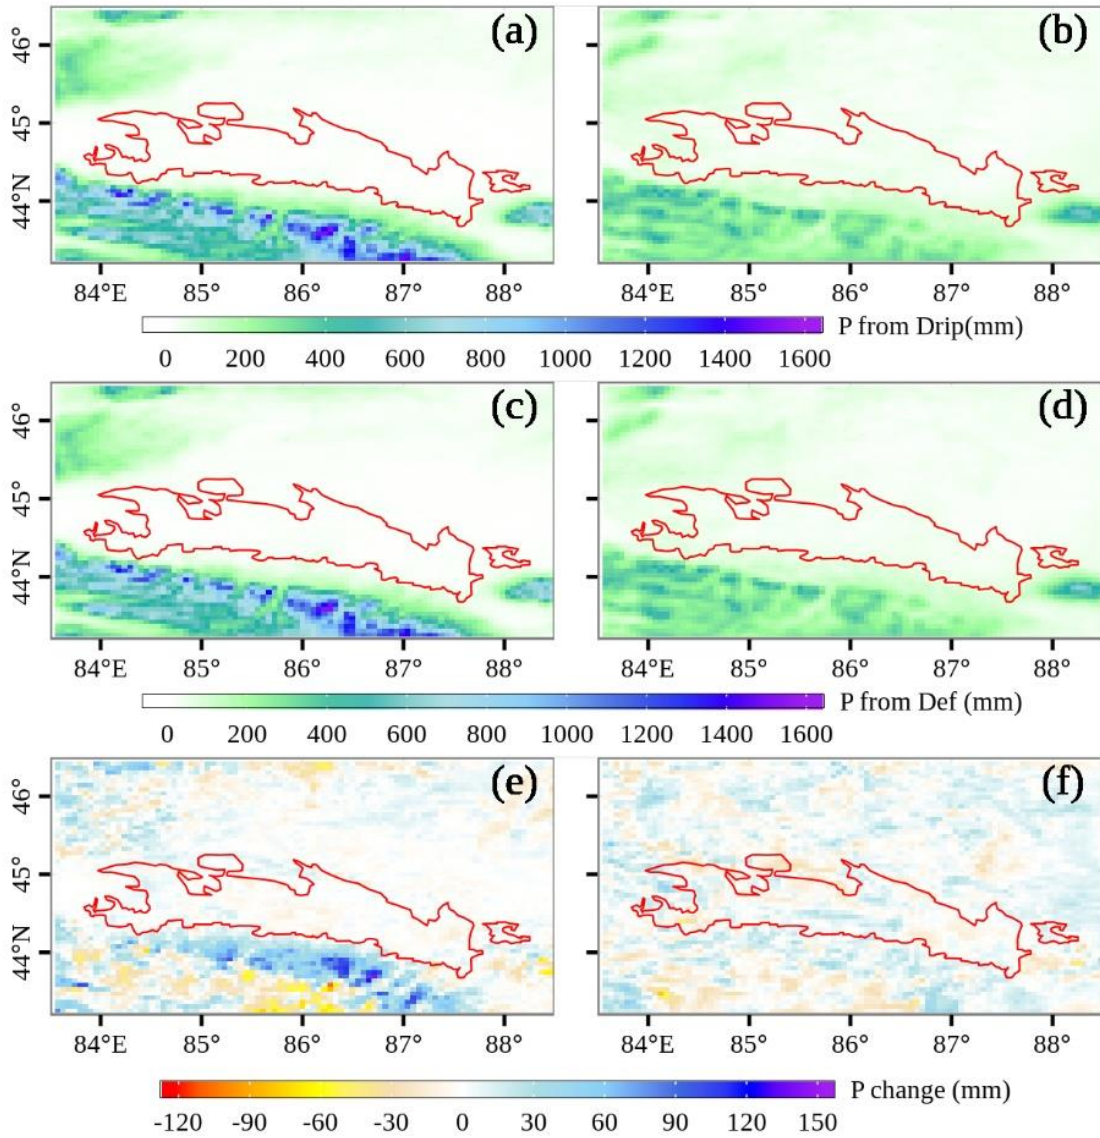 (a) (b)
46°
45°
44°N
84°E 85° 86° 87° 88° 84° 85° 86° 87° 88°
P from Drip(mm)
0 200 400 600 800 1000 1200 1400 1600
(c) (d)
46°
45°
44°N
84°E 85° 86° 87° 88° 84° 85° 86° 87° 88°
P from Def (mm)
0 200 400 600 800 1000 1200 1400 1600
(e) (f)
46°
45°
44°N
84°E 85° 86° 87° 88° 84° 85° 86° 87° 88°
P change (mm)
-120 -90 -60 -30 0 30 60 90 120 150